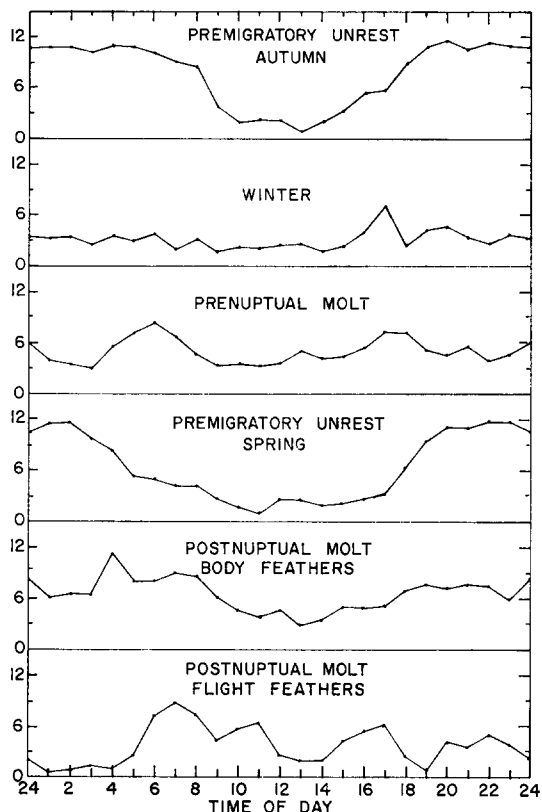 12
6
0
PREMIGRATORY UNREST
AUTUMN
12
6
0
WINTER
12
6
0
PRENUPTUAL MOLT
12
6
0
PREMIGRATORY UNREST
SPRING
12
6
0
POSTNUPTUAL MOLT
BODY FEATHERS
12
6
0
POSTNUPTUAL MOLT
FLIGHT FEATHERS
24 2 4 6 8 10 12 14 16 18 20 22 24
TIME OF DAY